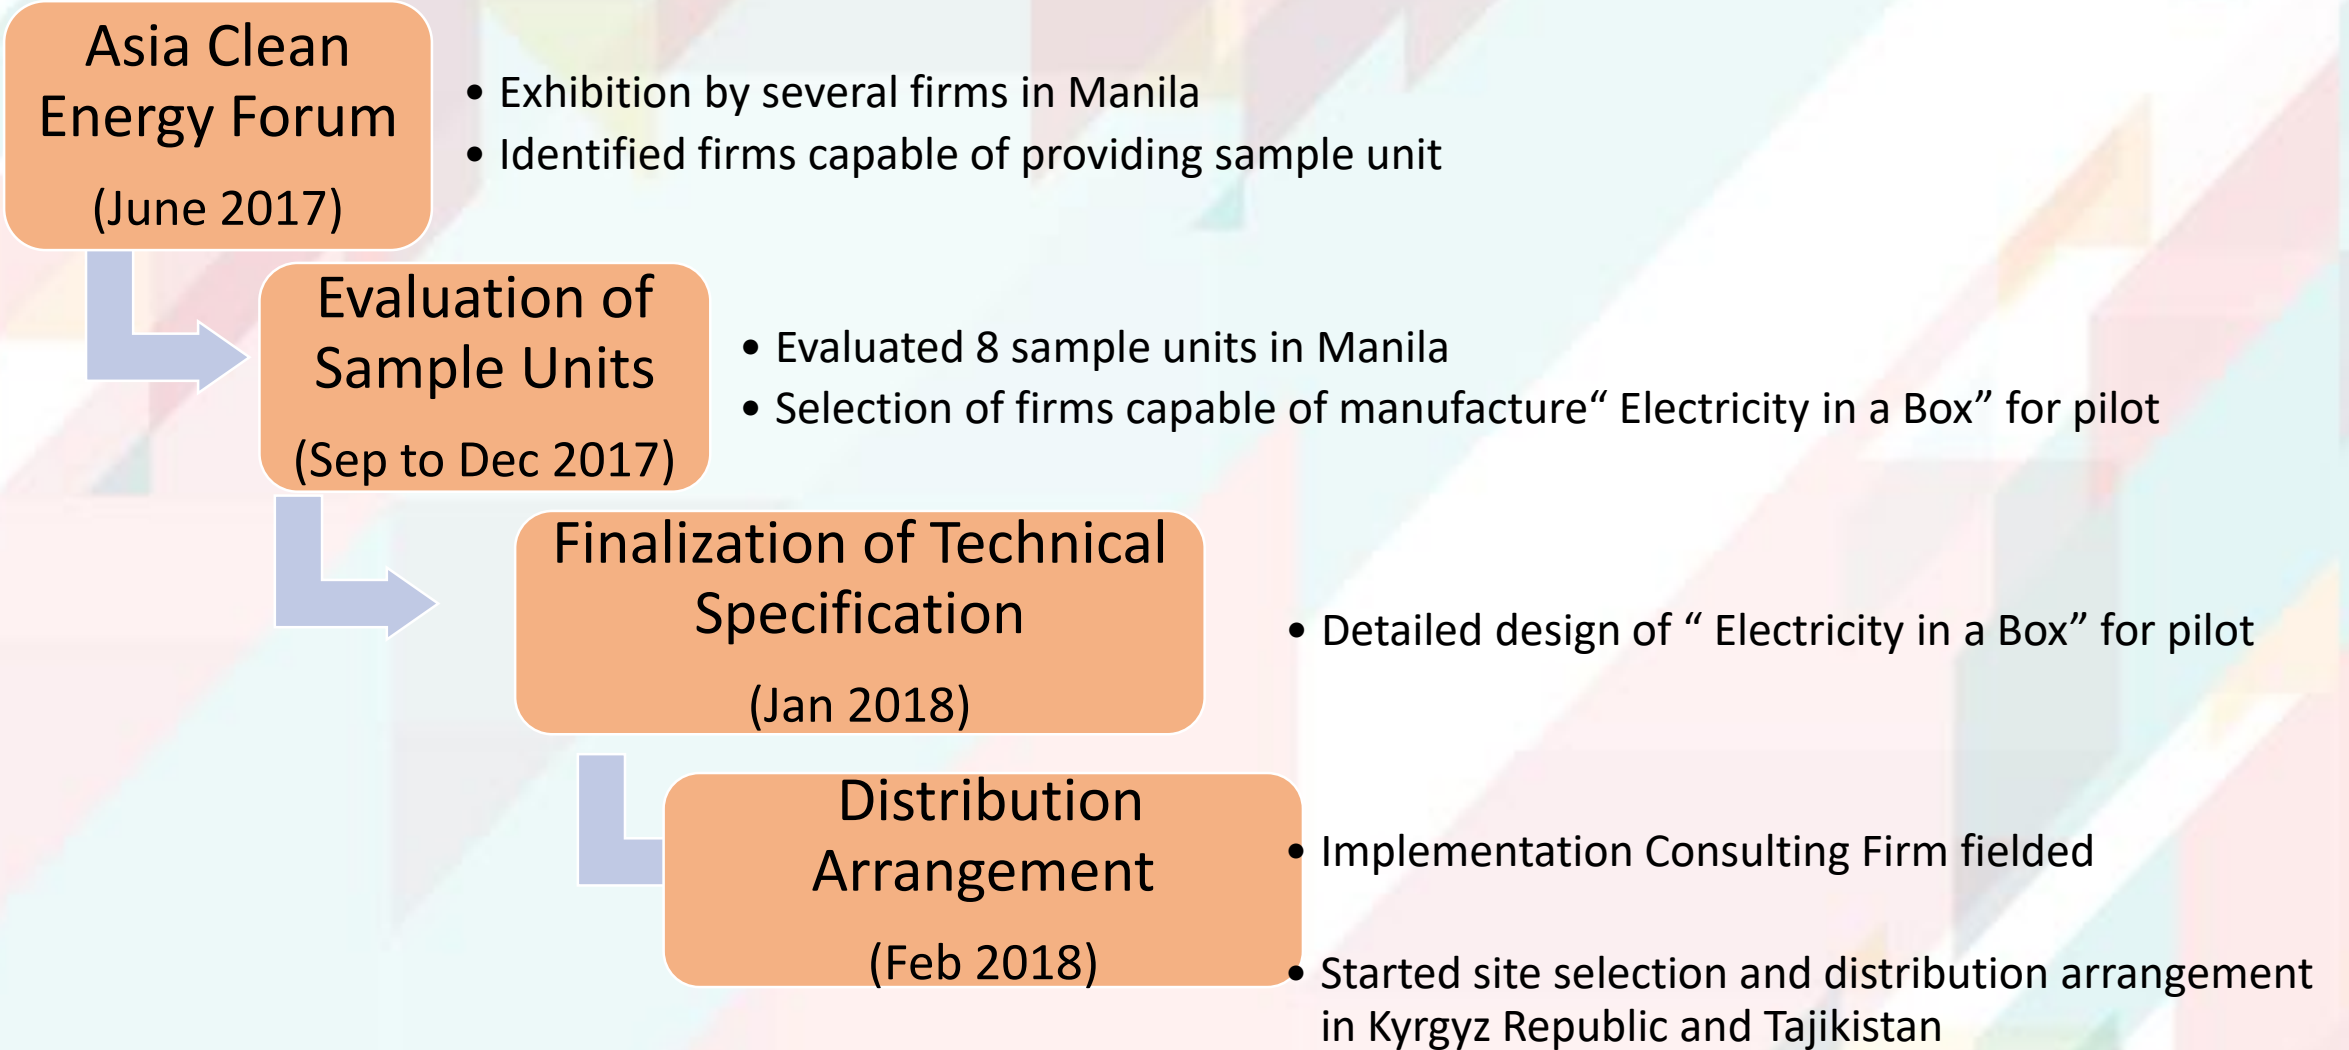 Asia Clean
Energy Forum
(June 2017)
• Exhibition by several firms in Manila
• Identified firms capable of providing sample unit
Evaluation of
Sample Units
(Sep to Dec 2017)
• Evaluated 8 sample units in Manila
• Selection of firms capable of manufacture“ Electricity in a Box” for pilot
Finalization of Technical
Specification
(Jan 2018)
• Detailed design of “ Electricity in a Box” for pilot
Distribution
Arrangement
(Feb 2018)
• Implementation Consulting Firm fielded
• Started site selection and distribution arrangement
in Kyrgyz Republic and Tajikistan